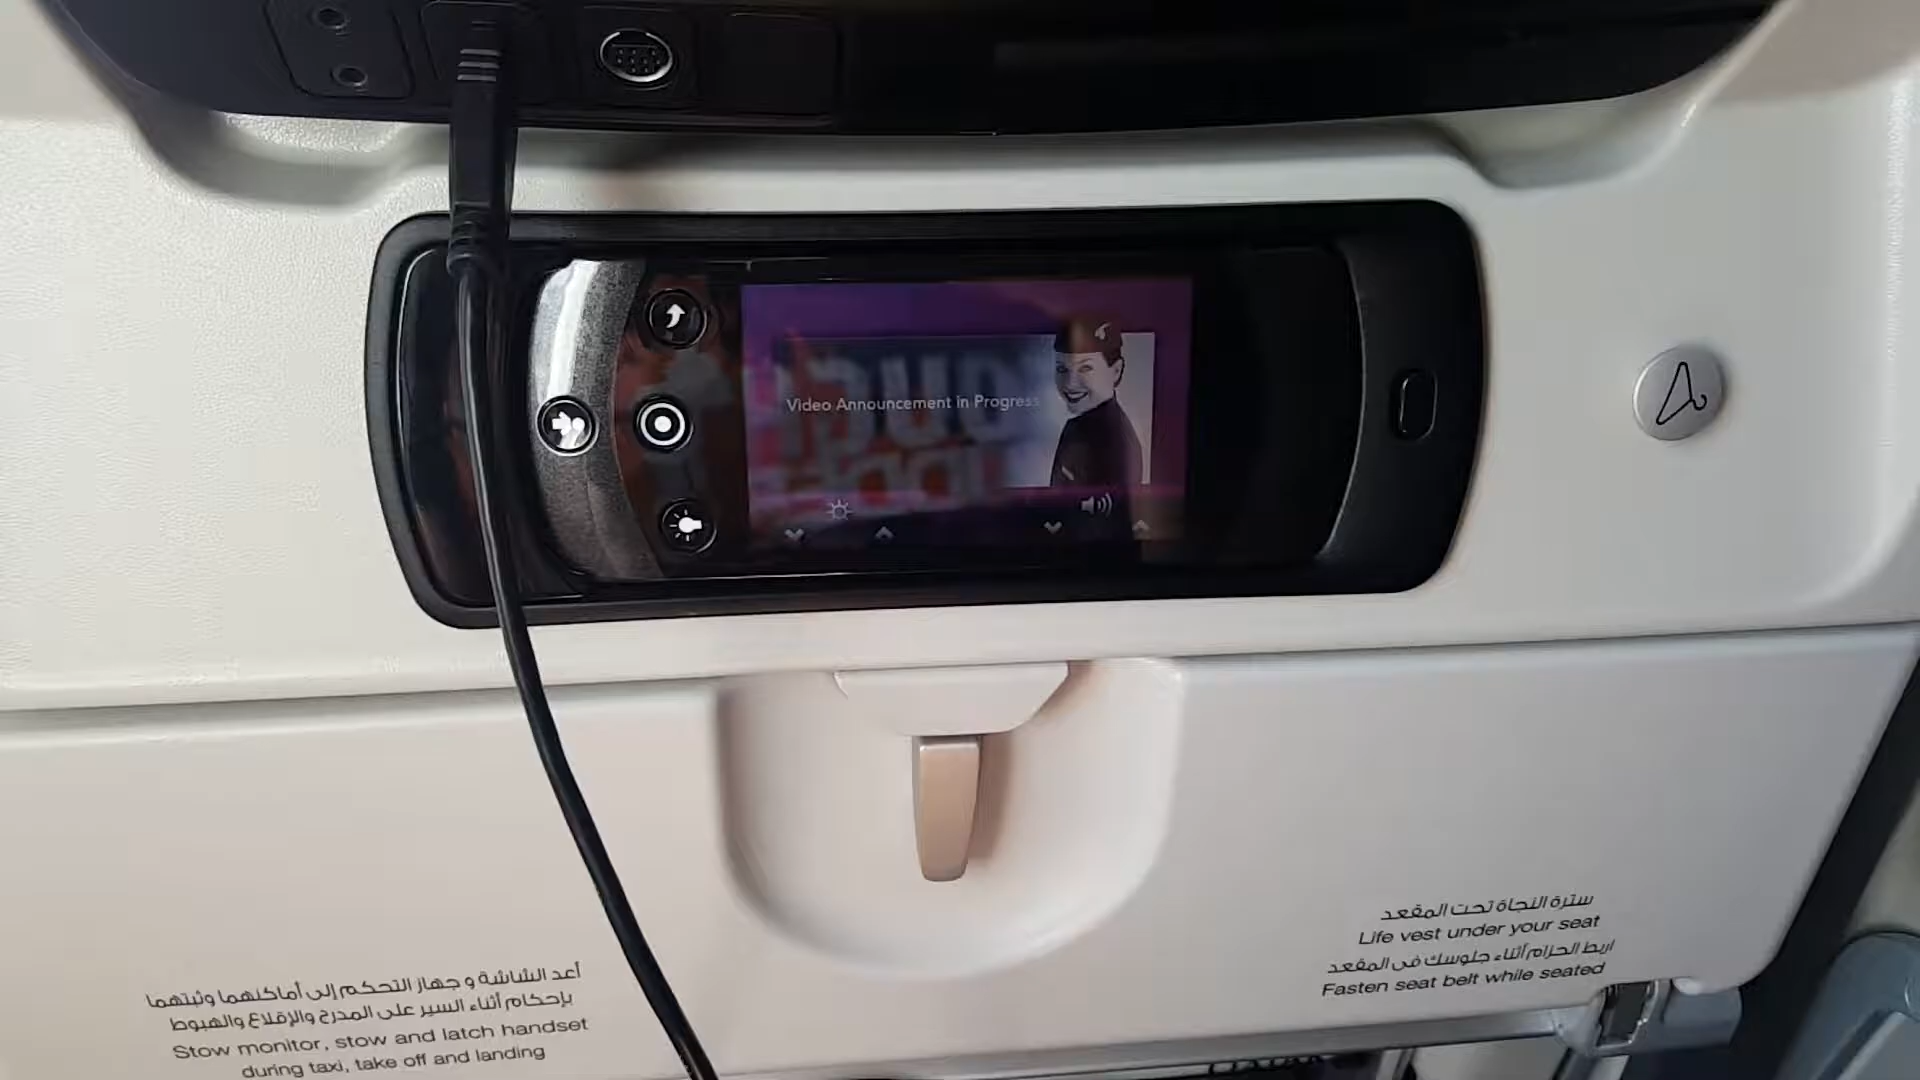 Video Announcement in Progress
سترة النجاة تحت المقعد
Life vest under your seat
اربط الحزام أثناء جلوسك في المقعد
Fasten seat belt while seated
أعد الشاشة و جهاز التحكم إلى أماكنهما وثبتهما
بإحكام أثناء السير على المدرج والإقلاع والهبوط
Stow monitor, stow and latch handset
during taxi, take off and landing